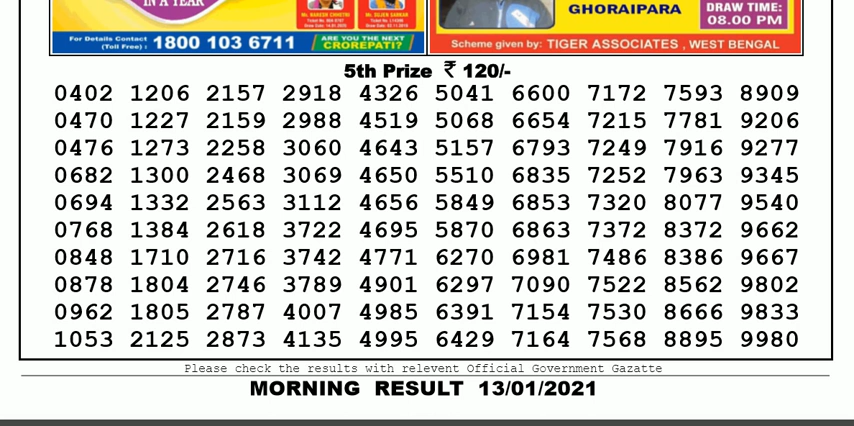 IN A YEAR
Mr. BARESH CHHETRI
Mr. SUJEN SARKAR
For Details Contact
(Toll Free) : 1800 103 6711
ARE YOU THE NEXT
CROREPATI?
GHORAIPARA
DRAW TIME:
08.00 PM
Scheme given by: TIGER ASSOCIATES , WEST BENGAL
5th Prize ₹ 120/-
0402 1206 2157 2918 4326 5041 6600 7172 7593 8909
0470 1227 2159 2988 4519 5068 6654 7215 7781 9206
0476 1273 2258 3060 4643 5157 6793 7249 7916 9277
0682 1300 2468 3069 4650 5510 6835 7252 7963 9345
0694 1332 2563 3112 4656 5849 6853 7320 8077 9540
0768 1384 2618 3722 4695 5870 6863 7372 8372 9662
0848 1710 2716 3742 4771 6270 6981 7486 8386 9667
0878 1804 2746 3789 4901 6297 7090 7522 8562 9802
0962 1805 2787 4007 4985 6391 7154 7530 8666 9833
1053 2125 2873 4135 4995 6429 7164 7568 8895 9980
Please check the results with relevent Official Government Gazatte
MORNING RESULT 13/01/2021